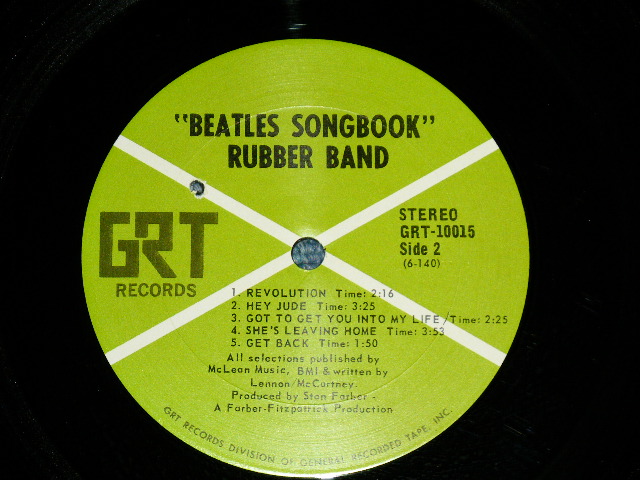 "BEATLES SONGBOOK"
RUBBER BAND
GRT
RECORDS
STEREO
GRT-10015
Side 2
(6-140)
1. REVOLUTION Time: 2:16
2. HEY JUDE Time: 3:25
3. GOT TO GET YOU INTO MY LIFE/Time: 2:25
4. SHE'S LEAVING HOME Time: 3:53
5. GET BACK Time: 1:50
All selections published by
McLean Music, BMI & written by
Lennon/McCartney.
Produced by Stan Farber -
A Farber-Fitzpatrick Production
GRT RECORDS DIVISION OF GENERAL RECORDED TAPE, INC.